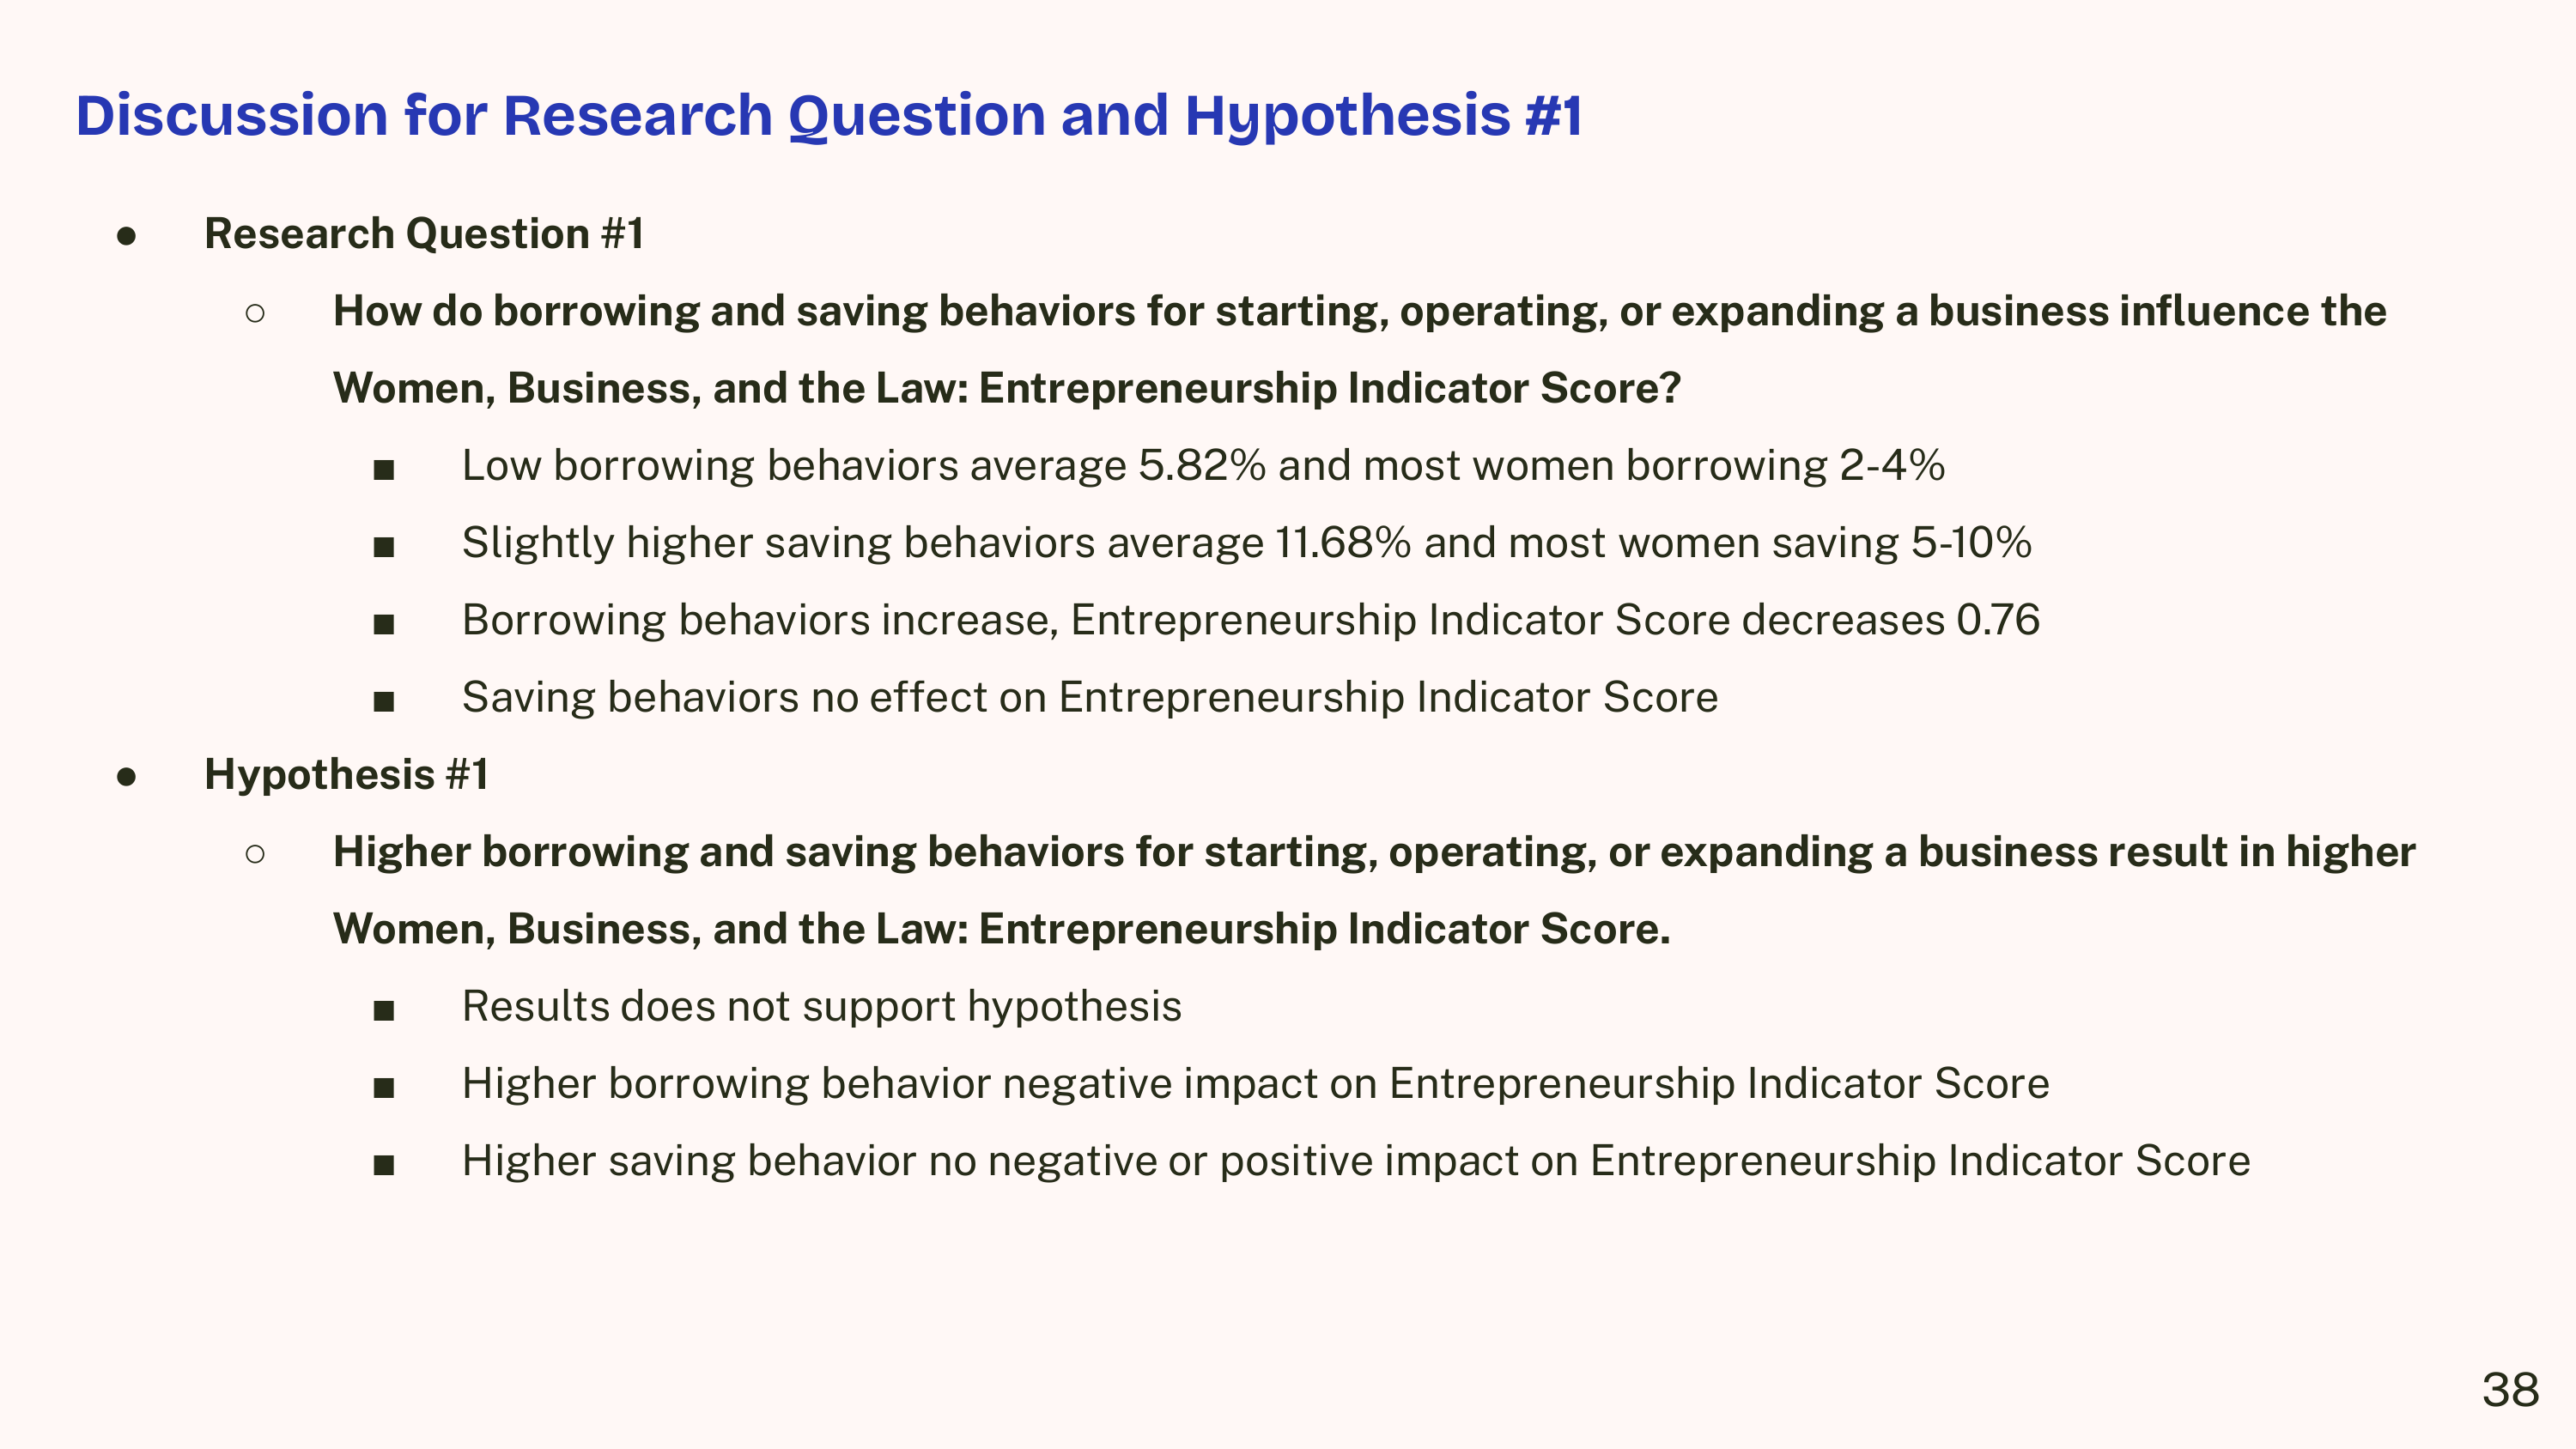 Discussion for Research Question and Hypothesis #1
● Research Question #1
○ How do borrowing and saving behaviors for starting, operating, or expanding a business influence the
Women, Business, and the Law: Entrepreneurship Indicator Score?
■ Low borrowing behaviors average 5.82% and most women borrowing 2-4%
■ Slightly higher saving behaviors average 11.68% and most women saving 5-10%
■ Borrowing behaviors increase, Entrepreneurship Indicator Score decreases 0.76
■ Saving behaviors no effect on Entrepreneurship Indicator Score
● Hypothesis #1
○ Higher borrowing and saving behaviors for starting, operating, or expanding a business result in higher
Women, Business, and the Law: Entrepreneurship Indicator Score.
■ Results does not support hypothesis
■ Higher borrowing behavior negative impact on Entrepreneurship Indicator Score
■ Higher saving behavior no negative or positive impact on Entrepreneurship Indicator Score
38